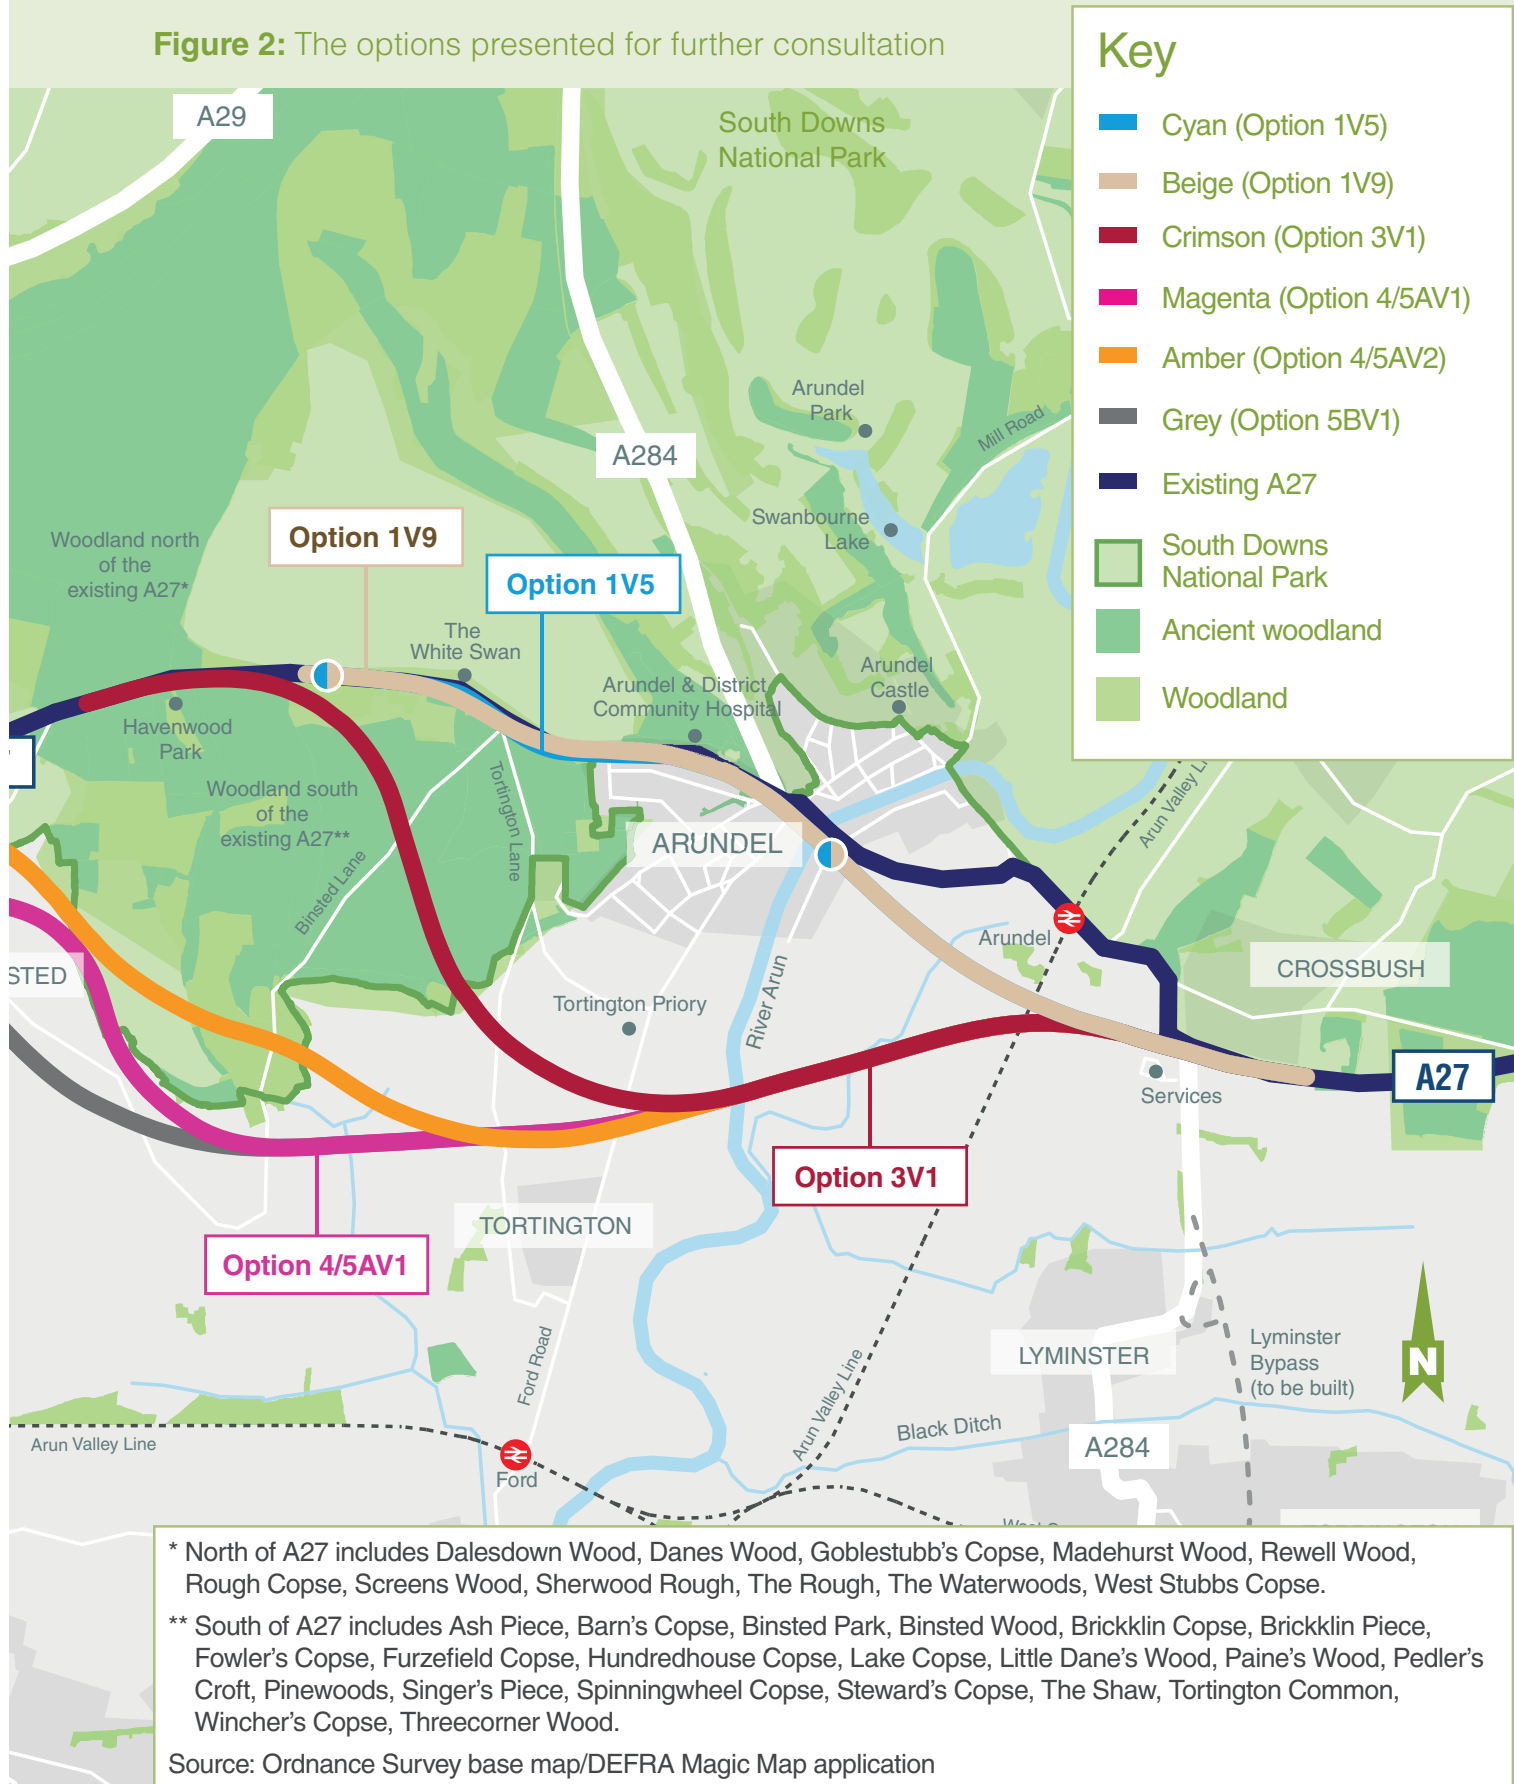 Figure 2: The options presented for further consultation
Key
Cyan (Option 1V5)
Beige (Option 1V9)
Crimson (Option 3V1)
Magenta (Option 4/5AV1)
Amber (Option 4/5AV2)
Grey (Option 5BV1)
Existing A27
South Downs
National Park
Ancient woodland
Woodland
A29
South Downs
National Park
Arundel
Park
Mill Road
A284
Swanbourne
Lake
Option 1V9
Woodland north
of the
existing A27*
Option 1V5
The
White Swan
Arundel & District
Community Hospital
Arundel
Castle
Havenwood
Park
Woodland south
of the
existing A27**
Tortington Lane
Binsted Lane
ARUNDEL
Arun Valley
Arundel
CROSSBUSH
STED
Tortington Priory
River Arun
A27
Services
Option 3V1
TORTINGTON
Option 4/5AV1
Ford Road
LYMINSTER
Lyminster
Bypass
(to be built)
N
Arun Valley Line
Arun Valley Line
Black Ditch
A284
Ford
* North of A27 includes Dalesdown Wood, Danes Wood, Goblestubb's Copse, Madehurst Wood, Rewell Wood,
Rough Copse, Screens Wood, Sherwood Rough, The Rough, The Waterwoods, West Stubbs Copse.
** South of A27 includes Ash Piece, Barn's Copse, Binsted Park, Binsted Wood, Brickklin Copse, Brickklin Piece,
Fowler's Copse, Furzefield Copse, Hundredhouse Copse, Lake Copse, Little Dane's Wood, Paine's Wood, Pedler's
Croft, Pinewoods, Singer's Piece, Spinningwheel Copse, Steward's Copse, The Shaw, Tortington Common,
Wincher's Copse, Threecorner Wood.
Source: Ordnance Survey base map/DEFRA Magic Map application